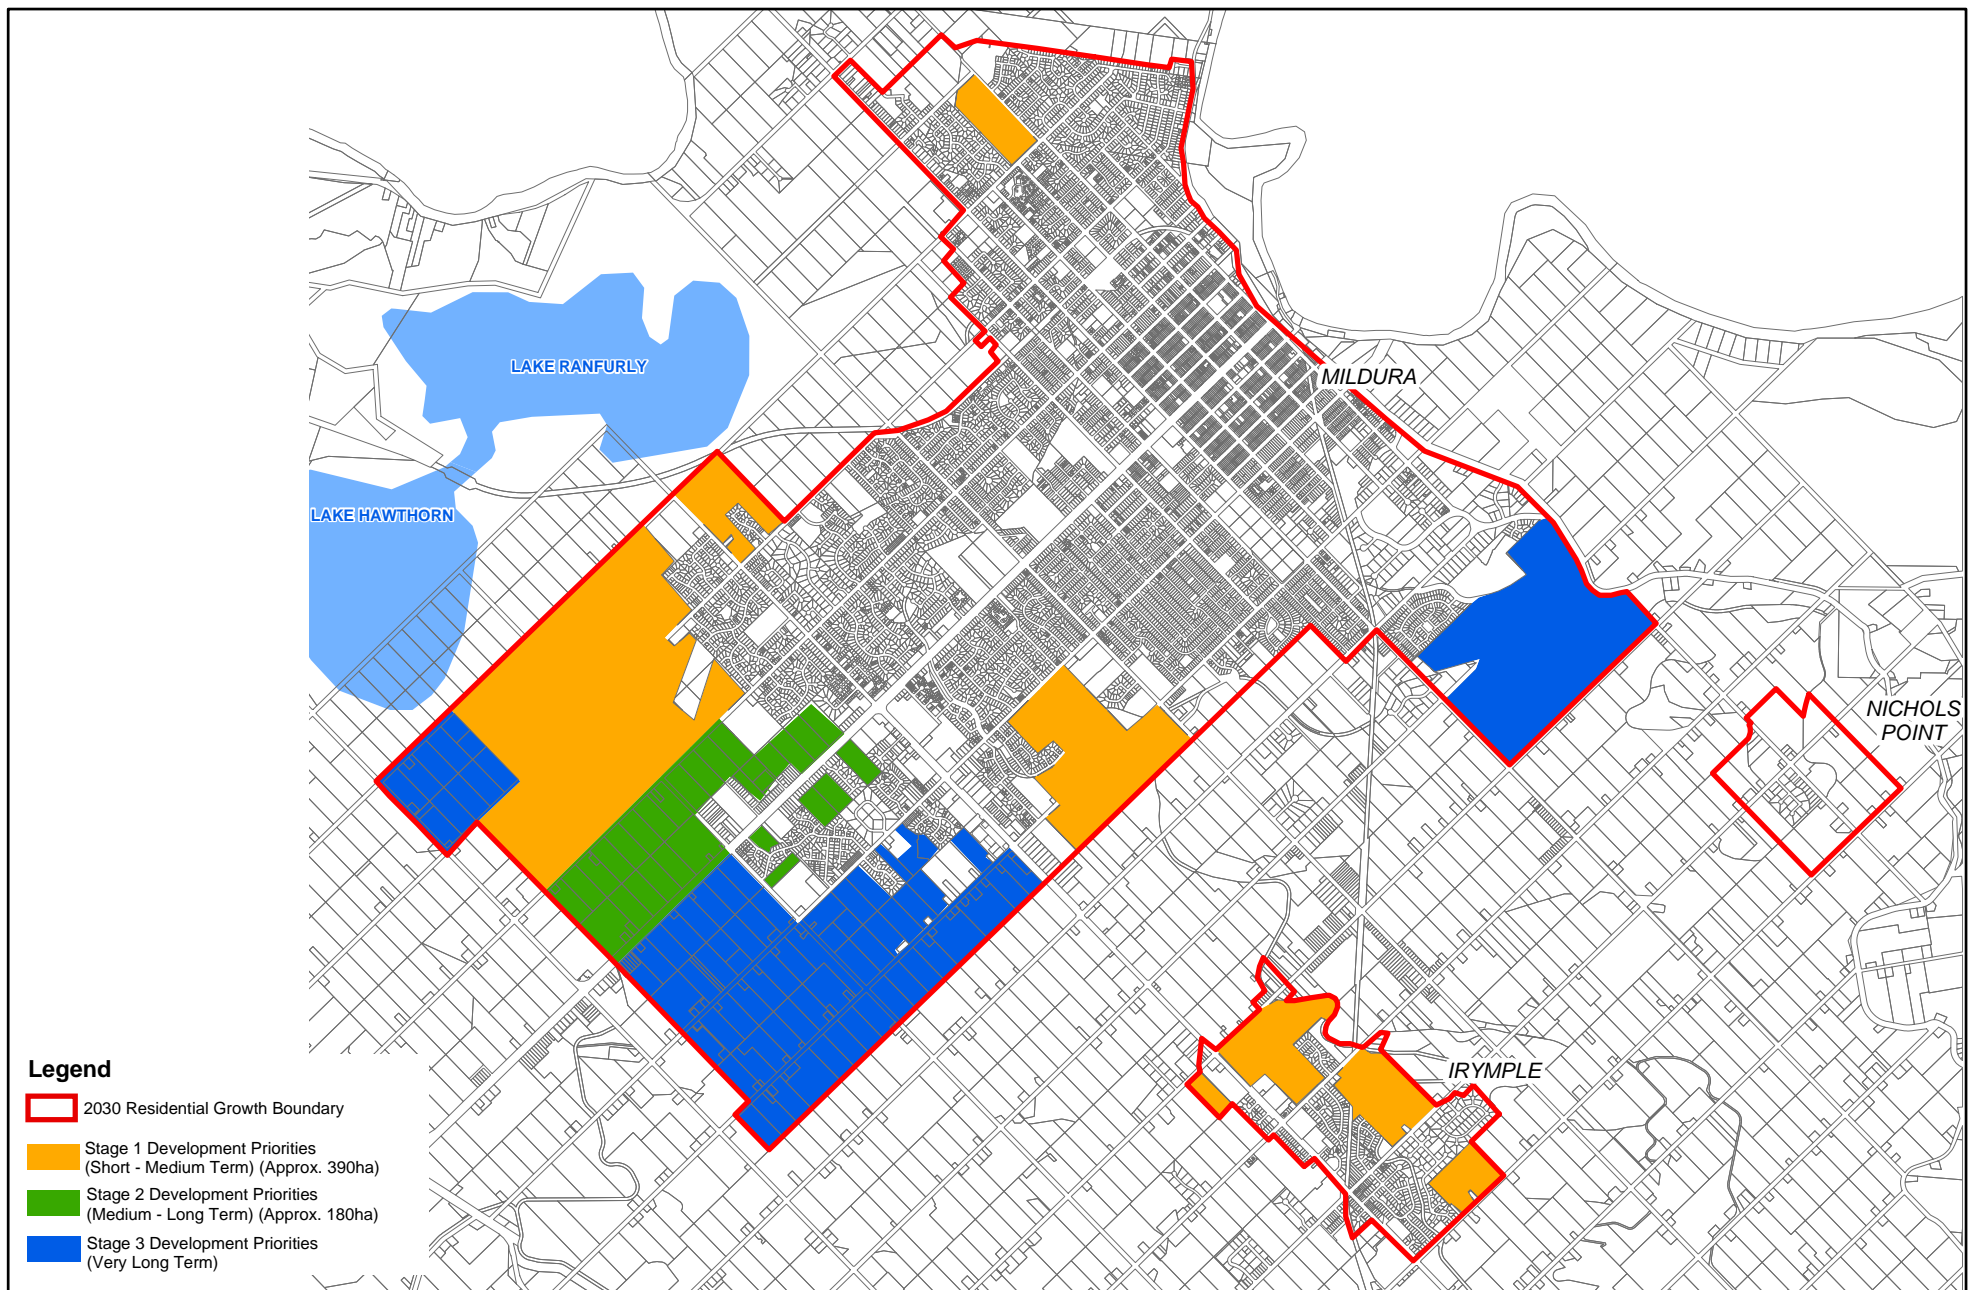 LAKE RANFURLY
MILDURA
LAKE HAWTHORN
NICHOLS
POINT
IRYMPLE
Legend
2030 Residential Growth Boundary
Stage 1 Development Priorities
(Short - Medium Term) (Approx. 390ha)
Stage 2 Development Priorities
(Medium - Long Term) (Approx. 180ha)
Stage 3 Development Priorities
(Very Long Term)